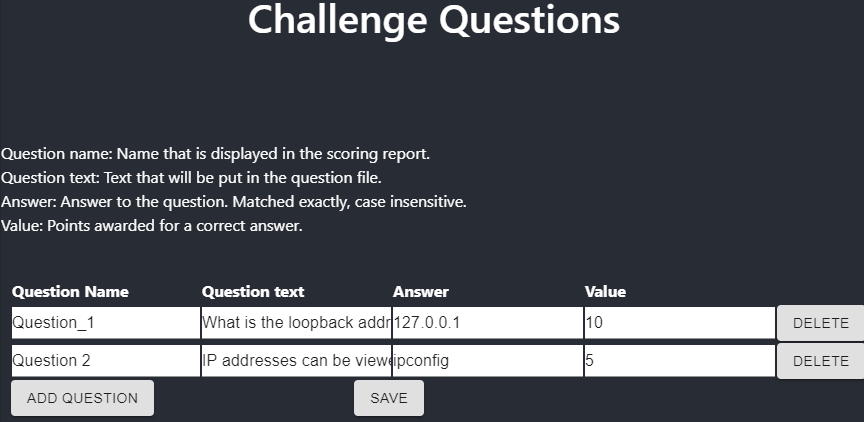 Challenge Questions
Question name: Name that is displayed in the scoring report.
Question text: Text that will be put in the question file.
Answer: Answer to the question. Matched exactly, case insensitive.
Value: Points awarded for a correct answer.
Question Name Question text Answer Value
Question_1 What is the loopback addr 127.0.0.1 10 DELETE
Question 2 IP addresses can be view ipconfig 5 DELETE
ADD QUESTION SAVE